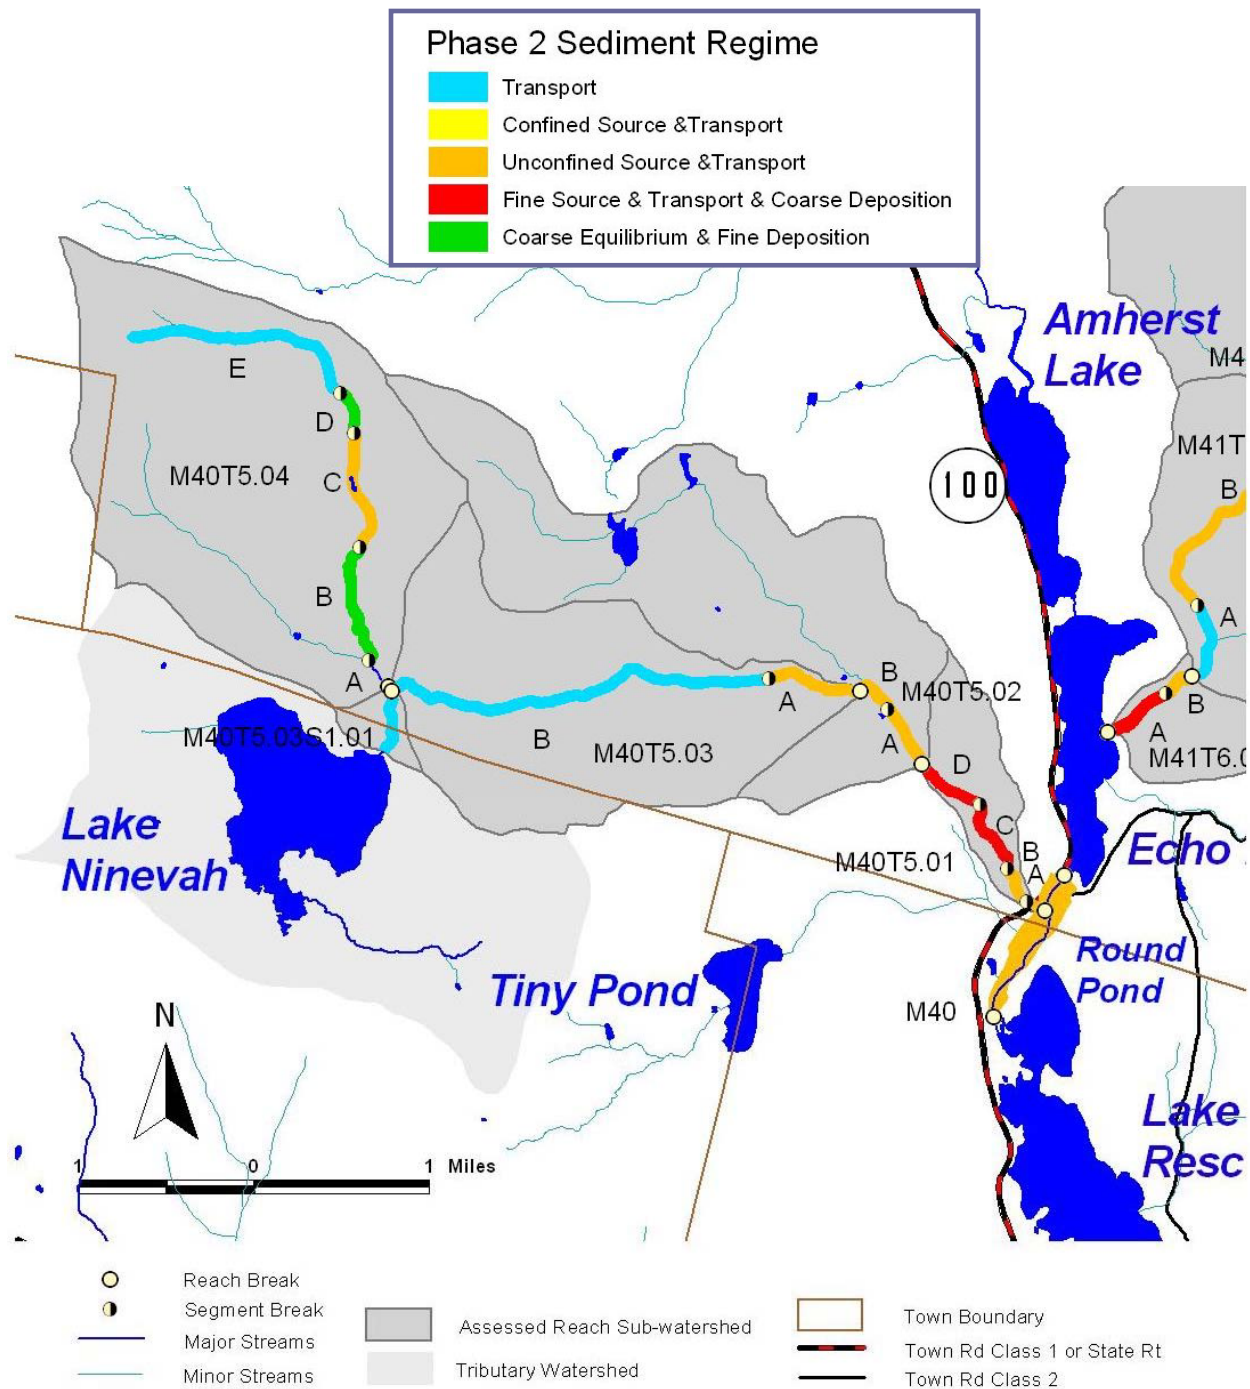 Phase 2 Sediment Regime
Transport
Confined Source &Transport
Unconfined Source &Transport
Fine Source & Transport & Coarse Deposition
Coarse Equilibrium & Fine Deposition
Amherst
Lake
M4
E
D
M40T5.04
C
100
M41T
B
B
A
A
M40T5.03S1.01
B
M40T5.03
A
B
M40T5.02
A
D
C
B
A
M40T5.01
B
A
M41T6.0
Lake
Ninevah
Echo
Tiny Pond
Round
Pond
M40
N
1 0 1 Miles
Lake
Resc
Reach Break
Segment Break
Major Streams
Minor Streams
Assessed Reach Sub-watershed
Tributary Watershed
Town Boundary
Town Rd Class 1 or State Rt
Town Rd Class 2